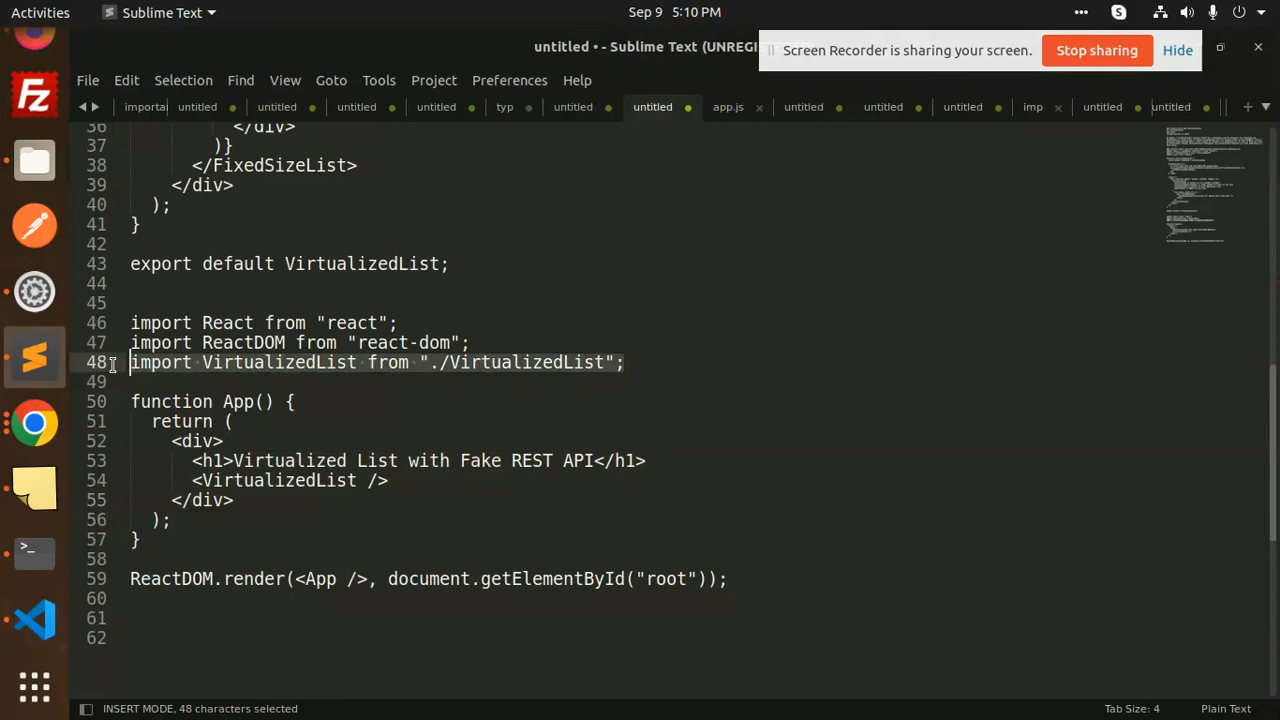 Activities
Sublime Text
Sep 9 5:10 PM
untitled • - Sublime Text (UNREGI
Screen Recorder is sharing your screen.
Stop sharing
Hide
File Edit Selection Find View Goto Tools Project Preferences Help
importa untitled untitled untitled untitled typ untitled untitled app.js untitled untitled untitled imp untitled untitled
36 </div>
37 )}
38 </FixedSizeList>
39 </div>
40 );
41 }
42
43 export default VirtualizedList;
44
45
46 import React from "react";
47 import ReactDOM from "react-dom";
48 import VirtualizedList from "./VirtualizedList";
49
50 function App() {
51 return (
52 <div>
53 <h1>Virtualized List with Fake REST API</h1>
54 <VirtualizedList />
55 </div>
56 );
57 }
58
59 ReactDOM.render(<App />, document.getElementById("root"));
60
61
62
INSERT MODE, 48 characters selected
Tab Size: 4
Plain Text